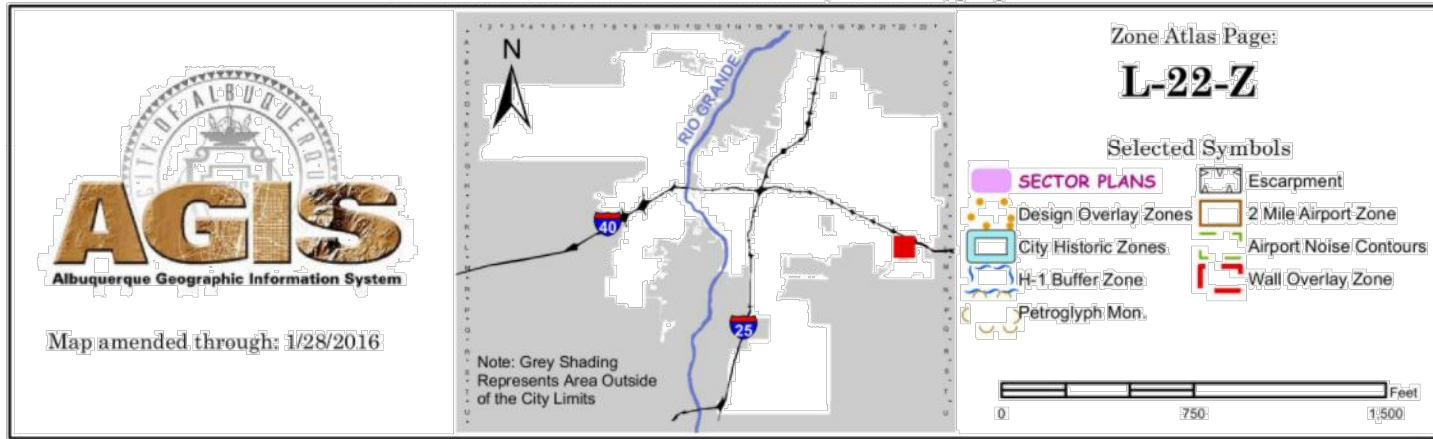 CITY OF ALBUQUERQUE
AGIS
Albuquerque Geographic Information System
Map amended through: 1/28/2016
N
RIO GRANDE
40
25
Note: Grey Shading
Represents Area Outside
of the City Limits
Zone Atlas Page:
L-22-Z
Selected Symbols
SECTOR PLANS
Escarpment
Design Overlay Zones
2 Mile Airport Zone
City Historic Zones
Airport Noise Contours
H-1 Buffer Zone
Wall Overlay Zone
Petroglyph Mon.
Feet
0 750 1,500